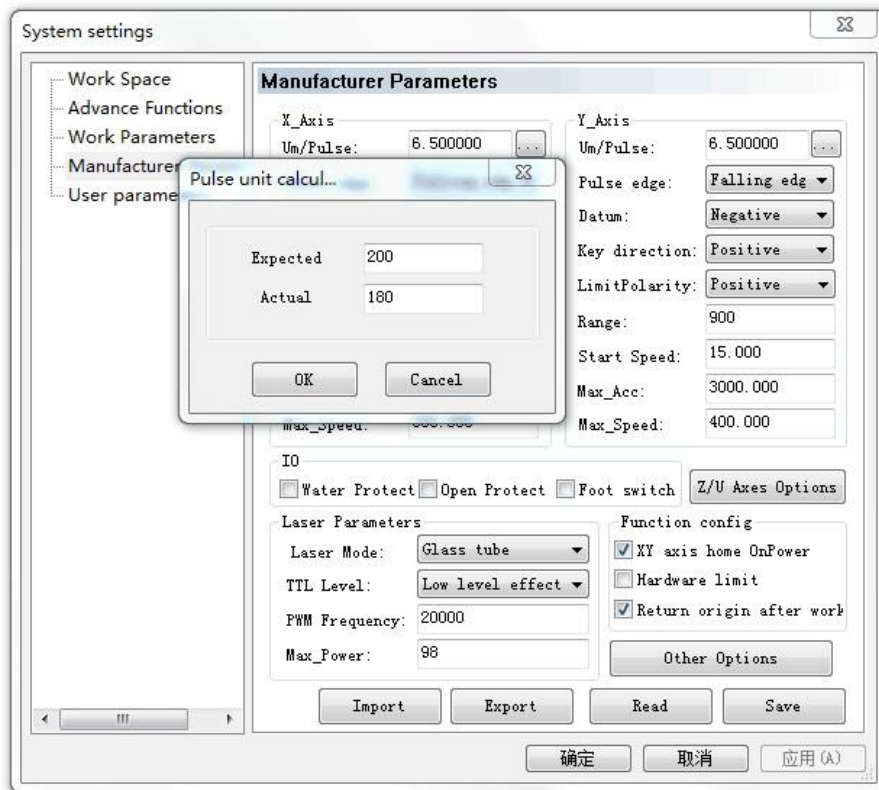 System settings
Work Space
Advance Functions
Work Parameters
Manufacturer
User parame
Manufacturer Parameters
X_Axis
Um/Pulse: 6.500000 ...
Y_Axis
Um/Pulse: 6.500000 ...
Pulse edge: Falling edg
Datum: Negative
Key direction: Positive
LimitPolarity: Positive
Range: 900
Start Speed: 15.000
Max_Acc: 3000.000
Max_Speed: 400.000
Pulse unit calcul...
Expected 200
Actual 180
OK Cancel
Max_Speed:
IO
Water Protect Open Protect Foot switch
Z/U Axes Options
Laser Parameters
Laser Mode: Glass tube
TTL Level: Low level effect
PWM Frequency: 20000
Max_Power: 98
Function config
XY axis home OnPower
Hardware limit
Return origin after work
Other Options
Import Export Read Save
确定 取消 应用(A)